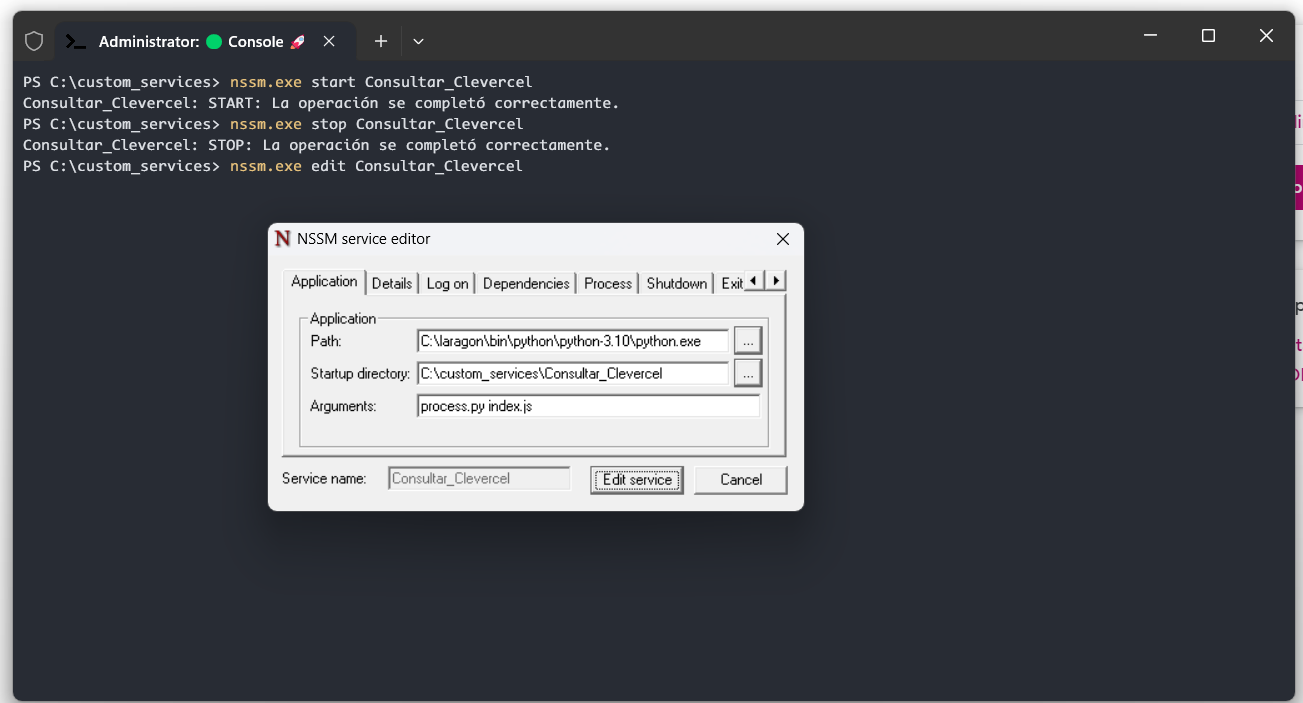 Administrator: Console
PS C:\custom_services> nssm.exe start Consultar_Clevercel
Consultar_Clevercel: START: La operación se completó correctamente.
PS C:\custom_services> nssm.exe stop Consultar_Clevercel
Consultar_Clevercel: STOP: La operación se completó correctamente.
PS C:\custom_services> nssm.exe edit Consultar_Clevercel
NSSM service editor
Application Details Log on Dependencies Process Shutdown Exit
Application
Path: C:\laragon\bin\python\python-3.10\python.exe ...
Startup directory: C:\custom_services\Consultar_Clevercel ...
Arguments: process.py index.js
Service name: Consultar_Clevercel Edit service Cancel